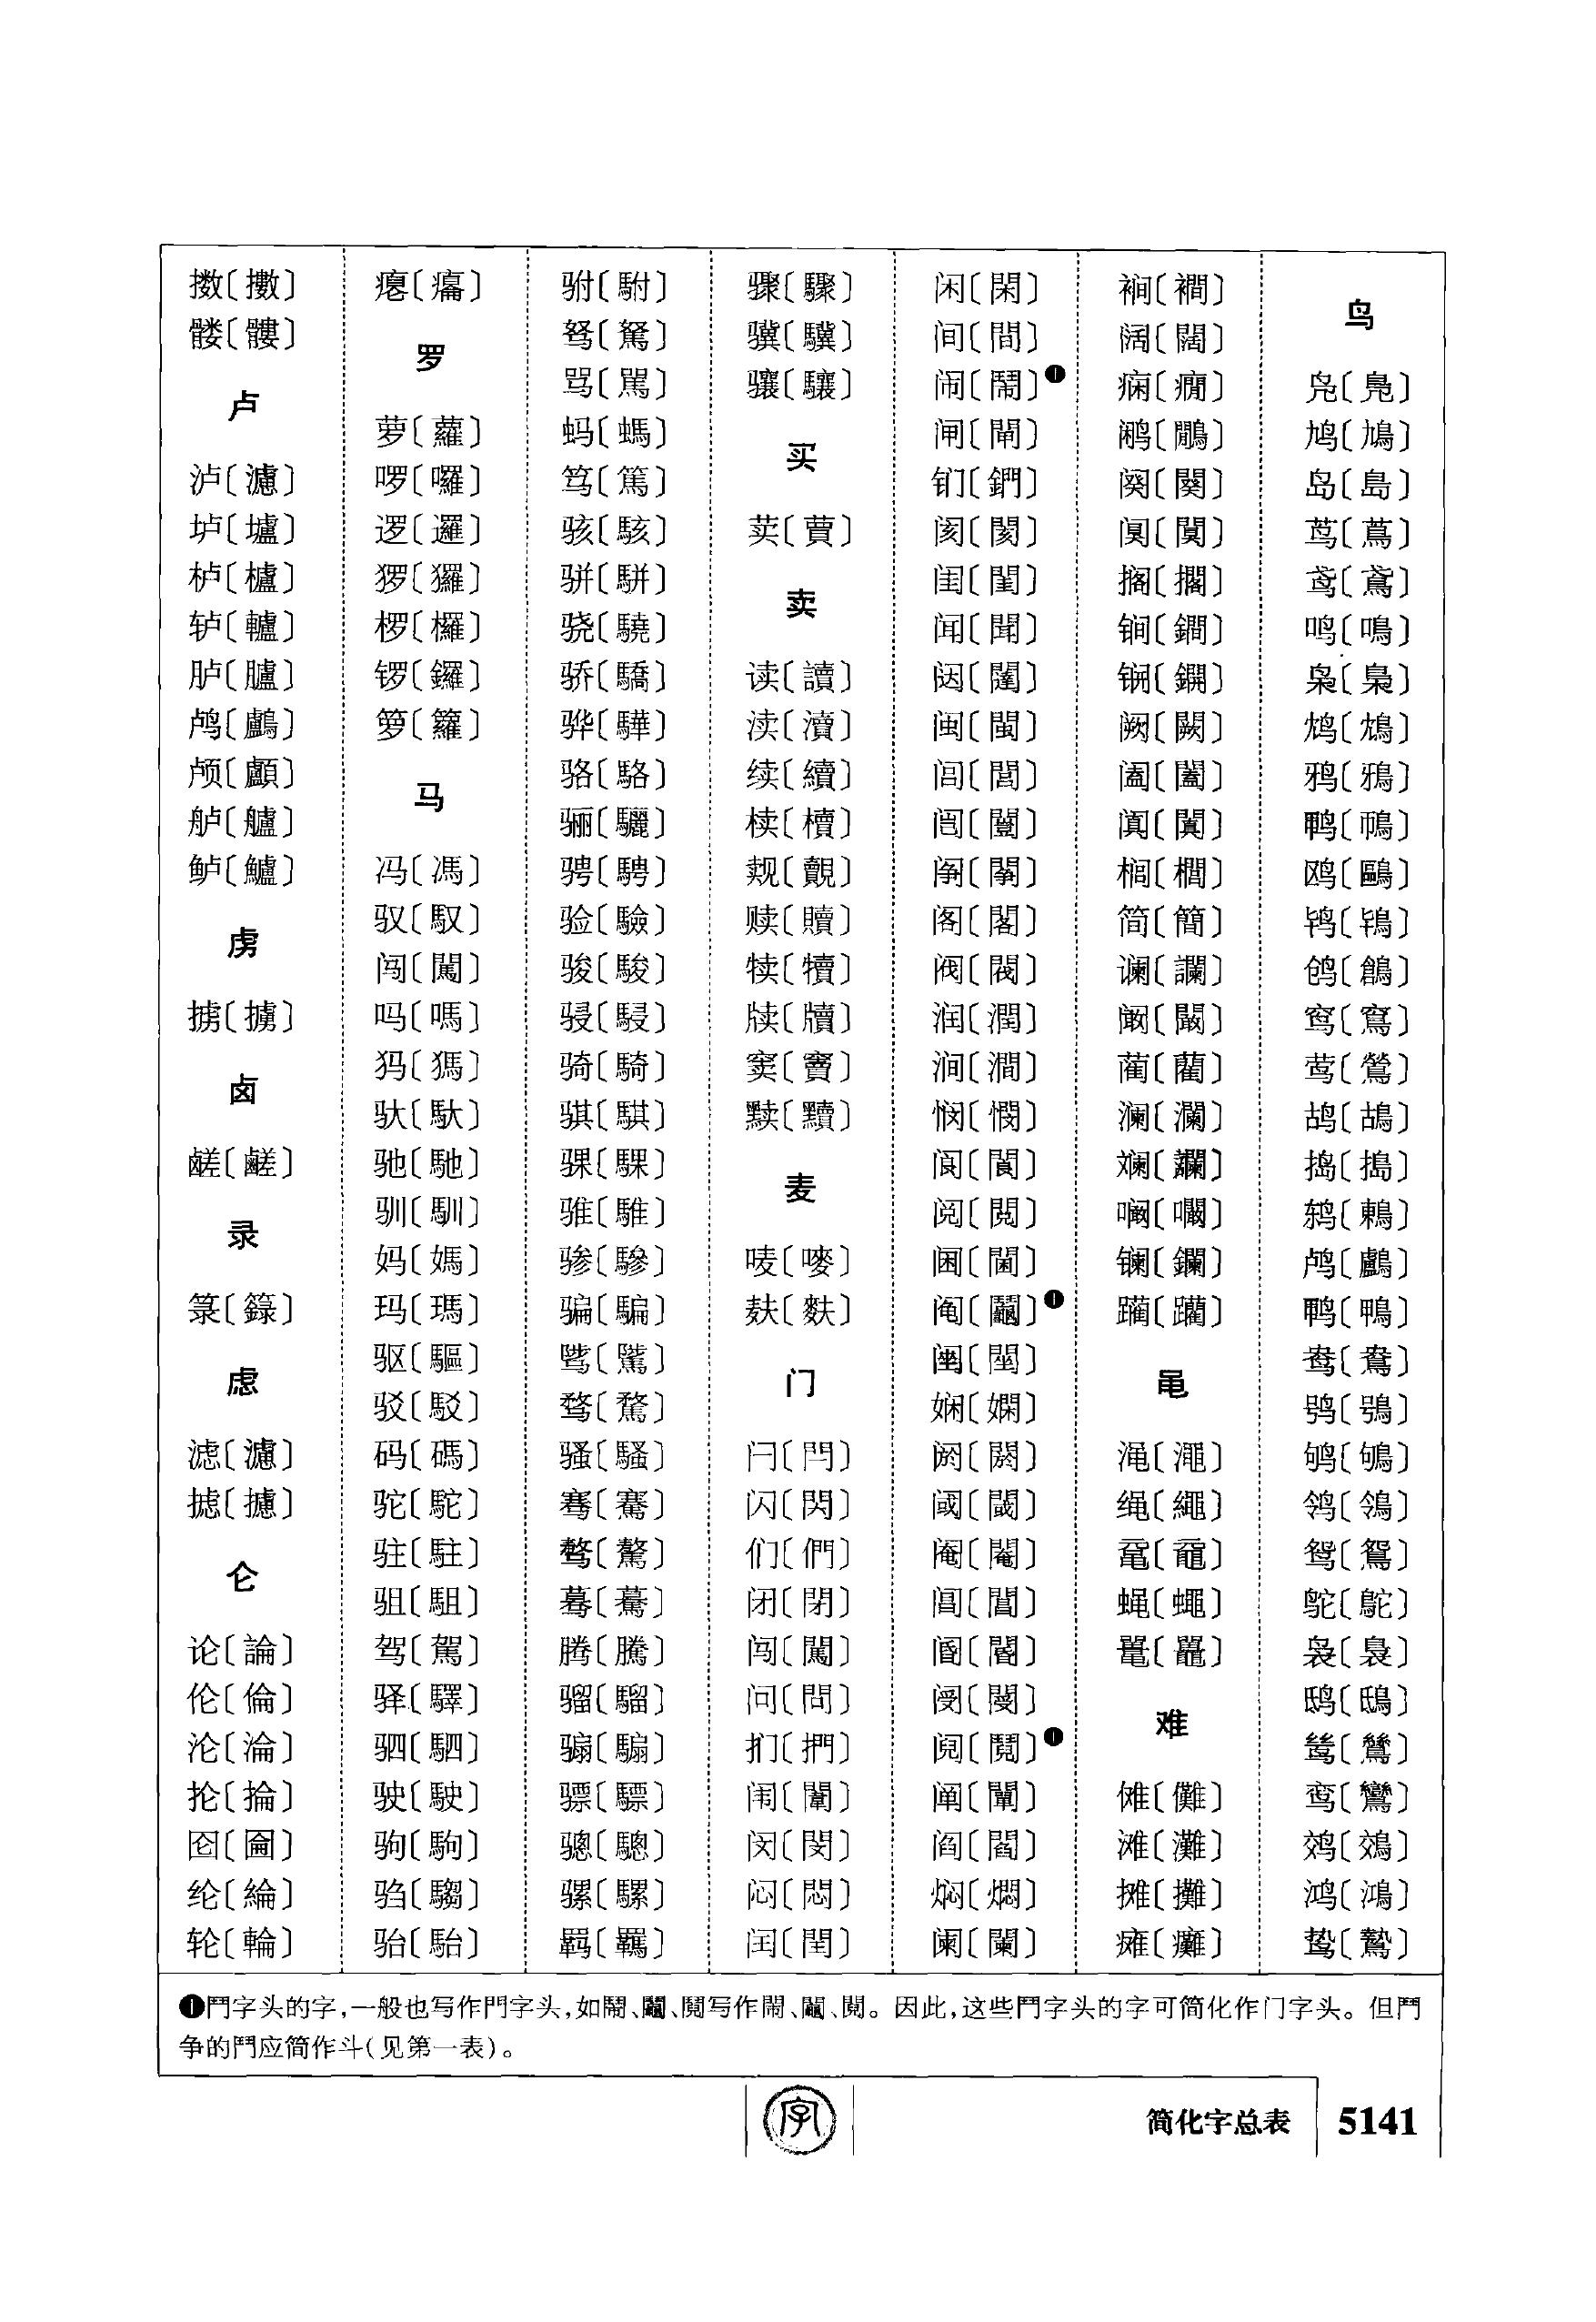 擞〔擻〕
髅〔髏〕
卢
泸〔瀘〕
垆〔壚〕
栌〔櫨〕
轳〔轤〕
胪〔臚〕
鸬〔鸕〕
颅〔顱〕
舻〔艫〕
鲈〔鱸〕
虏
掳〔擄〕
卤
鹾〔鹺〕
录
箓〔籙〕
虑
滤〔濾〕
摅〔攄〕
仑
论〔論〕
伦〔倫〕
沦〔淪〕
抡〔掄〕
囵〔圇〕
纶〔綸〕
轮〔輪〕
瘪〔癟〕
罗
萝〔蘿〕
啰〔囉〕
逻〔邏〕
猡〔玀〕
椤〔欏〕
锣〔鑼〕
箩〔籮〕
马
冯〔馮〕
驭〔馭〕
闯〔闖〕
吗〔嗎〕
犸〔獁〕
驮〔馱〕
驰〔馳〕
驯〔馴〕
妈〔媽〕
玛〔瑪〕
驱〔驅〕
驳〔駁〕
码〔碼〕
驼〔駝〕
驻〔駐〕
驵〔駔〕
驾〔駕〕
驿〔驛〕
驷〔駟〕
驶〔駛〕
驹〔駒〕
驺〔騶〕
骀〔駘〕
驸〔駙〕
驽〔駑〕
骂〔駡〕
蚂〔螞〕
笃〔篤〕
骇〔駭〕
骈〔駢〕
骁〔驍〕
骄〔驕〕
骅〔驊〕
骆〔駱〕
骊〔驪〕
骋〔騁〕
验〔驗〕
骏〔駿〕
骎〔駸〕
骑〔騎〕
骐〔騏〕
骒〔騍〕
骓〔騅〕
骖〔驂〕
骗〔騙〕
骘〔騭〕
骛〔騖〕
骚〔騷〕
骞〔騫〕
骜〔驁〕
蓦〔驀〕
腾〔騰〕
骝〔騮〕
骟〔騸〕
骠〔驃〕
骢〔驄〕
骡〔騾〕
羁〔羈〕
骤〔驟〕
骥〔驥〕
骧〔驤〕
买
荬〔蕒〕
卖
读〔讀〕
渎〔瀆〕
续〔續〕
椟〔櫝〕
觌〔覿〕
赎〔贖〕
犊〔犢〕
牍〔牘〕
窦〔竇〕
黩〔黷〕
麦
唛〔嘜〕
麸〔麩〕
门
闩〔閂〕
闪〔閃〕
们〔們〕
闭〔閉〕
闯〔闖〕
问〔問〕
扪〔捫〕
闱〔闈〕
闵〔閔〕
闷〔悶〕
闰〔閏〕
闲〔閑〕
间〔間〕
闹〔鬧〕❶
闸〔閘〕
钔〔鍆〕
阂〔閡〕
闺〔閨〕
闻〔聞〕
闼〔闥〕
闽〔閩〕
闾〔閭〕
闿〔闓〕
䦶〔䦛〕
阁〔閣〕
阀〔閥〕
润〔潤〕
涧〔澗〕
悯〔憫〕
阆〔閬〕
阅〔閱〕
阃〔閫〕
阄〔鬮〕❶
䦷〔䦟〕
娴〔嫻〕
阏〔閼〕
阈〔閾〕
阉〔閹〕
阊〔閶〕
阍〔閽〕
阌〔閿〕
阋〔鬩〕❶
阐〔闡〕
阎〔閻〕
焖〔燜〕
阑〔闌〕
裥〔襇〕
阔〔闊〕
痫〔癇〕
鹇〔鷳〕
阕〔闋〕
阒〔闃〕
搁〔擱〕
锏〔鐧〕
锎〔鐦〕
阙〔闕〕
阖〔闔〕
阗〔闐〕
榈〔櫚〕
简〔簡〕
谰〔讕〕
阚〔闞〕
蔺〔藺〕
澜〔瀾〕
斓〔斕〕
㘎〔㘚〕
镧〔鑭〕
躏〔躪〕
黾
渑〔澠〕
绳〔繩〕
鼋〔黿〕
蝇〔蠅〕
鼍〔鼉〕
难
傩〔儺〕
滩〔灘〕
摊〔攤〕
瘫〔癱〕
鸟
凫〔鳧〕
鸠〔鳩〕
岛〔島〕
茑〔蔦〕
鸢〔鳶〕
鸣〔鳴〕
枭〔梟〕
鸩〔鴆〕
鸦〔鴉〕
䴓〔鳾〕
鸥〔鷗〕
鸨〔鴇〕
鸧〔鶬〕
窎〔窵〕
莺〔鶯〕
鸪〔鴣〕
捣〔搗〕
鸫〔鶇〕
鸬〔鸕〕
鸭〔鴨〕
鸯〔鴦〕
鸮〔鴞〕
鸲〔鴝〕
鸰〔鴒〕
鸳〔鴛〕
鸵〔鴕〕
袅〔裊〕
鸱〔鴟〕
鸶〔鷥〕
鸾〔鸞〕
䴔〔鵁〕
鸿〔鴻〕
鸷〔鷙〕
❶鬥字头的字,一般也写作門字头,如鬧、鬮、鬩写作閙、𨷺、䦧。因此,这些鬥字头的字可简化作门字头。但鬥
争的鬥应简作斗(见第一表)。
字
简化字总表 5141